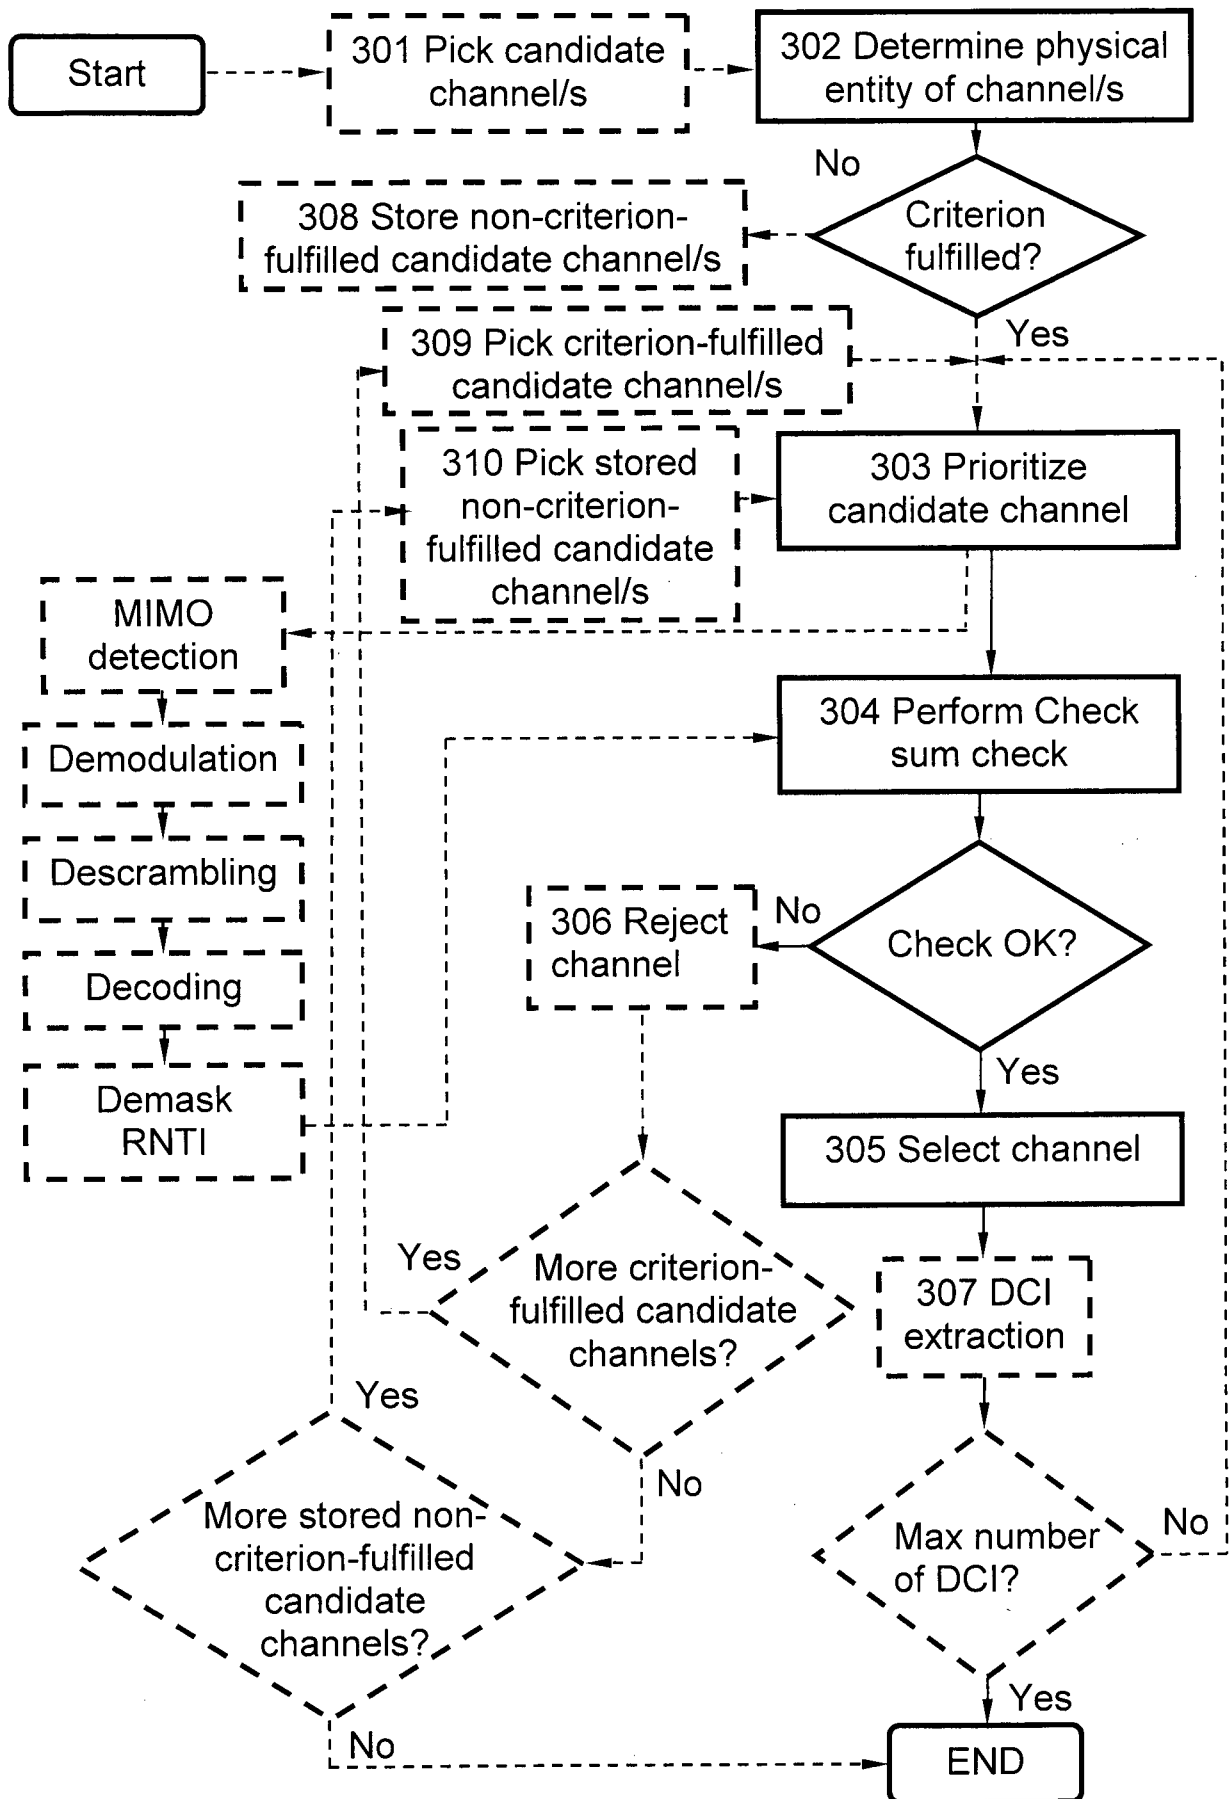 Start
301 Pick candidate
channel/s
302 Determine physical
entity of channel/s
No
Criterion
fulfilled?
308 Store non-criterion-
fulfilled candidate channel/s
Yes
309 Pick criterion-fulfilled
candidate channel/s
310 Pick stored
non-criterion-
fulfilled candidate
channel/s
303 Prioritize
candidate channel
MIMO
detection
304 Perform Check
sum check
Demodulation
Descrambling
306 Reject
channel
No
Check OK?
Decoding
Yes
Demask
RNTI
305 Select channel
Yes
More criterion-
fulfilled candidate
channels?
307 DCI
extraction
Yes
No
More stored non-
criterion-fulfilled
candidate
channels?
Max number
of DCI?
No
Yes
No
END